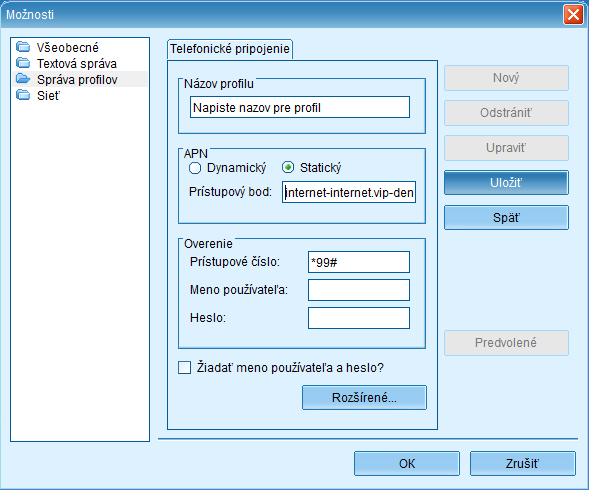 Možnosti
Všeobecné
Textová správa
Správa profilov
Sieť
Telefonické pripojenie
Názov profilu
Napiste nazov pre profil
APN
Dynamický
Statický
Prístupový bod:
internet-internet.vip-den
Overenie
Prístupové číslo:
*99#
Meno používateľa:
Heslo:
Žiadať meno používateľa a heslo?
Rozšírené...
Nový
Odstrániť
Upraviť
Uložiť
Späť
Predvolené
OK
Zrušiť